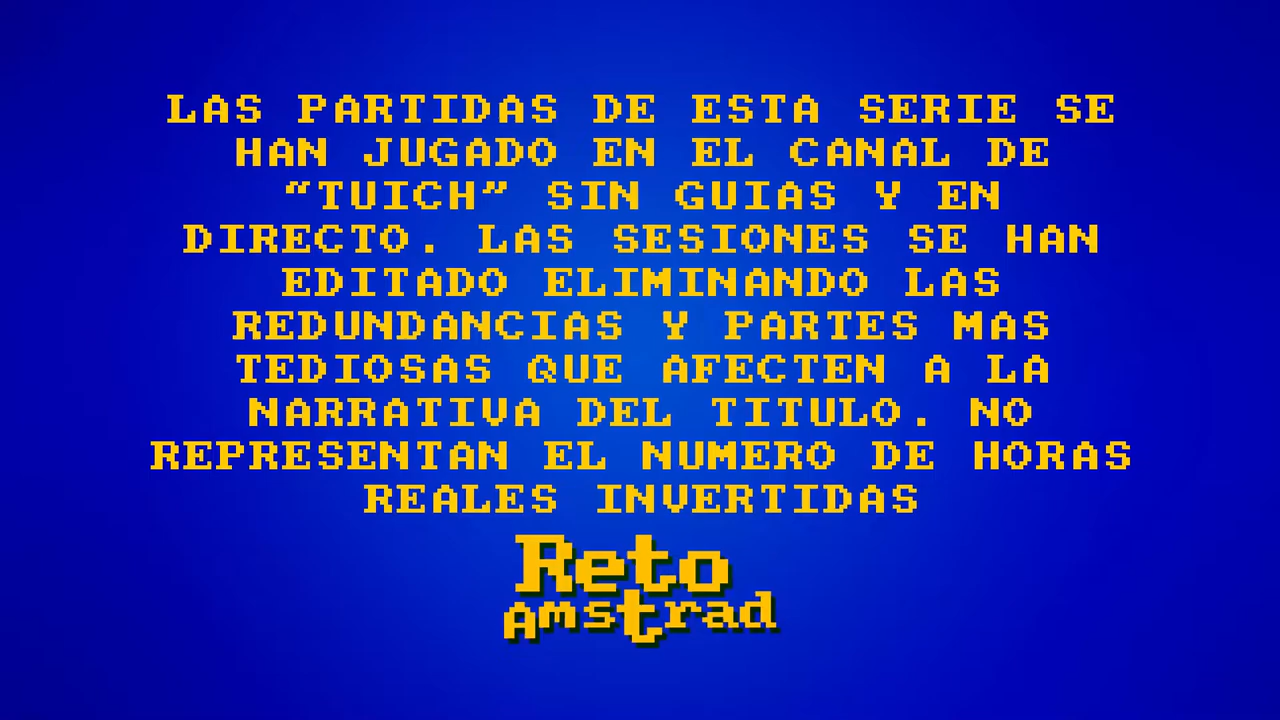 LAS PARTIDAS DE ESTA SERIE SE
HAN JUGADO EN EL CANAL DE
“TUICH” SIN GUIAS Y EN
DIRECTO. LAS SESIONES SE HAN
EDITADO ELIMINANDO LAS
REDUNDANCIAS Y PARTES MAS
TEDIOSAS QUE AFECTEN A LA
NARRATIVA DEL TITULO. NO
REPRESENTAN EL NUMERO DE HORAS
REALES INVERTIDAS
Reto
Amstrad